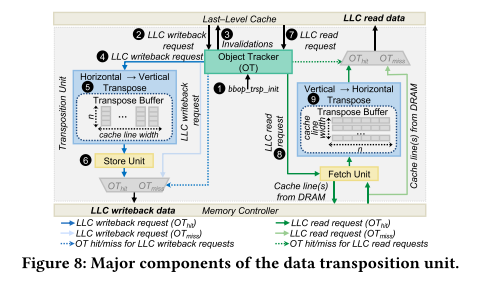 Last–Level Cache
LLC read data
2 LLC writeback request
3 Invalidations
7 LLC read request
4 LLC writeback request
Object Tracker (OT)
OThit OTmiss
Transposition Unit
Horizontal → Vertical
5 Transpose
Transpose Buffer
n
...
cache line width
LLC writeback request
1 bbop_trsp_init
LLC read request
8
Vertical → Horizontal
9 Transpose
Transpose Buffer
cache line width
...
n
Cache line(s) from DRAM
6 Store Unit
Fetch Unit
OThit OTmiss
Cache line(s) from DRAM
LLC writeback data
Memory Controller
LLC writeback request (OThit)
LLC writeback request (OTmiss)
OT hit/miss for LLC writeback requests
LLC read request (OThit)
LLC read request (OTmiss)
OT hit/miss for LLC read requests
Figure 8: Major components of the data transposition unit.